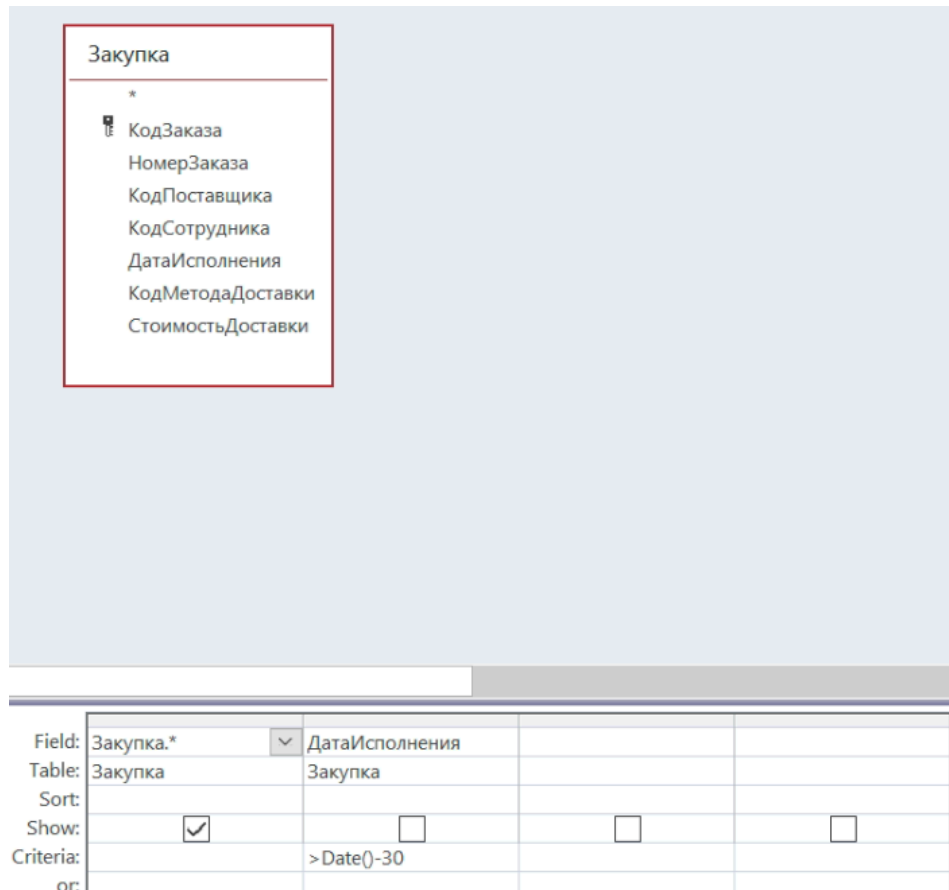 Закупка
*
КодЗаказа
НомерЗаказа
КодПоставщика
КодСотрудника
ДатаИсполнения
КодМетодаДоставки
СтоимостьДоставки
Field: Закупка.* ДатаИсполнения
Table: Закупка Закупка
Sort:
Show:
Criteria: >Date()-30
or: